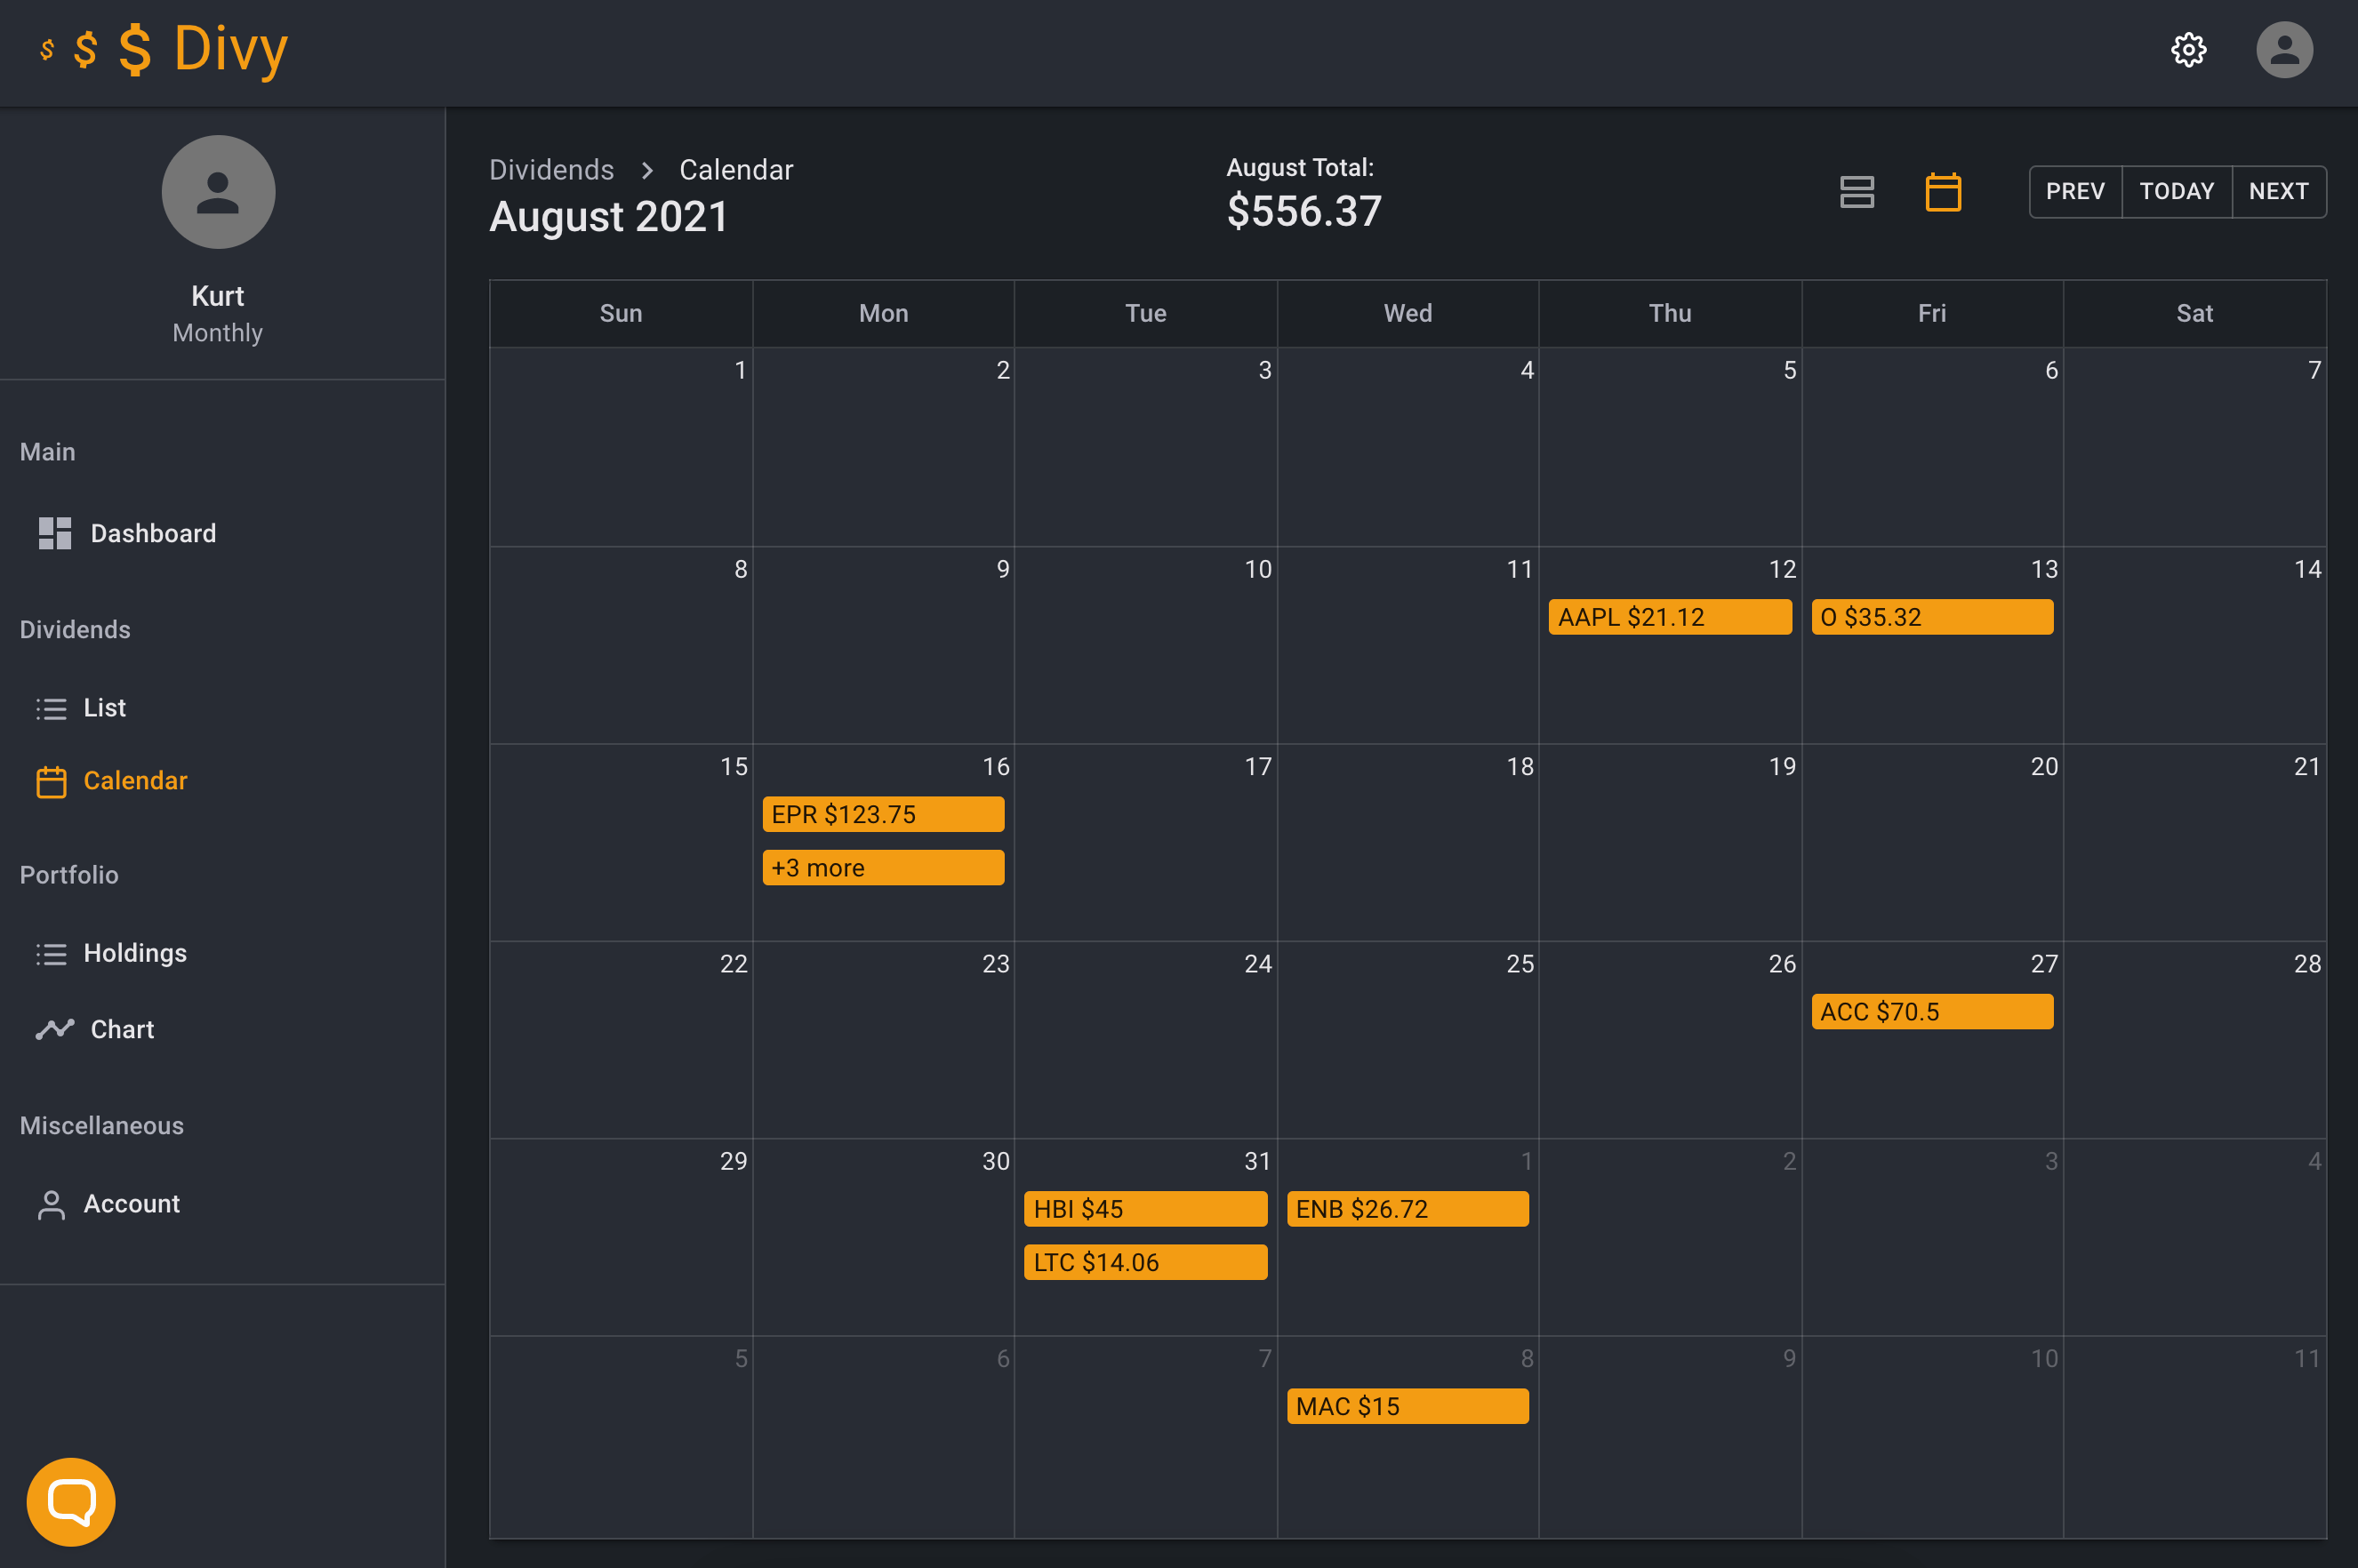 $ $ $ Divy
Kurt
Monthly
Main
Dashboard
Dividends
List
Calendar
Portfolio
Holdings
Chart
Miscellaneous
Account
Dividends > Calendar
August 2021
August Total:
$556.37
PREV TODAY NEXT
Sun Mon Tue Wed Thu Fri Sat
1 2 3 4 5 6 7
8 9 10 11 12 13 14
AAPL $21.12 O $35.32
15 16 17 18 19 20 21
EPR $123.75
+3 more
22 23 24 25 26 27 28
ACC $70.5
29 30 31 1 2 3 4
HBI $45 ENB $26.72
LTC $14.06
5 6 7 8 9 10 11
MAC $15